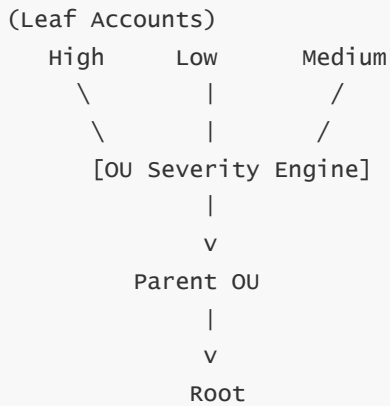 (Leaf Accounts)
High Low Medium
\ | /
\ | /
[OU Severity Engine]
|
v
Parent OU
|
v
Root